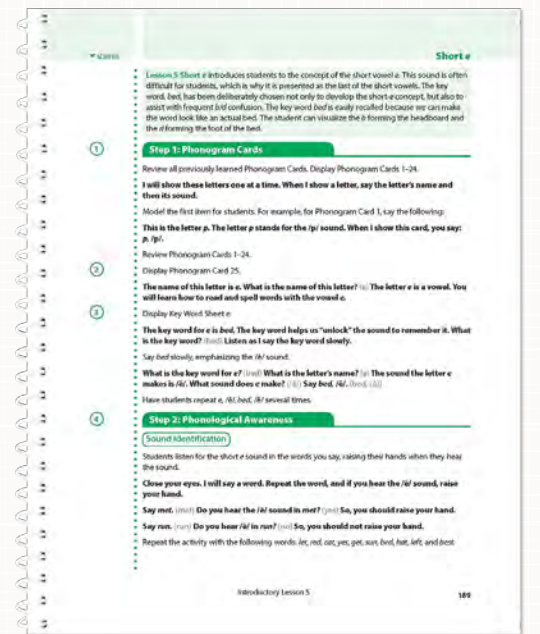 Short e
Lesson 5 Short e introduces students to the concept of the short vowel e. This sound is often
difficult for students, which is why it is presented as the last of the short vowels. The key
word, bed, has been deliberately chosen not only to develop the short e concept, but also to
assist with frequent b/d confusion. The key word bed is easily recalled because we can make
the word look like an actual bed. The student can visualize the b forming the headboard and
the d forming the foot of the bed.
1 Step 1: Phonogram Cards
Review all previously learned Phonogram Cards. Display Phonogram Cards 1–24.
I will show these letters one at a time. When I show a letter, say the letter's name and
then its sound.
Model the first item for students. For example, for Phonogram Card 1, say the following:
This is the letter p. The letter p stands for the /p/ sound. When I show this card, you say:
p, /p/.
Review Phonogram Cards 1–24.
2 Display Phonogram Card 25.
The name of this letter is e. What is the name of this letter? (e) The letter e is a vowel. You
will learn how to read and spell words with the vowel e.
3 Display Key Word Sheet e.
The key word for e is bed. The key word helps us "unlock" the sound to remember it. What
is the key word? (bed) Listen as I say the key word slowly.
Say bed slowly, emphasizing the /ĕ/ sound.
What is the key word for e? (bed) What is the letter's name? (e) The sound the letter e
makes is /ĕ/. What sound does e make? (/ĕ/) Say bed, /ĕ/. (bed, /ĕ/)
Have students repeat e, /ĕ/, bed, /ĕ/ several times.
4 Step 2: Phonological Awareness
Sound Identification
Students listen for the short e sound in the words you say, raising their hands when they hear
the sound.
Close your eyes. I will say a word. Repeat the word, and if you hear the /ĕ/ sound, raise
your hand.
Say met. (met) Do you hear the /ĕ/ sound in met? (yes) So, you should raise your hand.
Say run. (run) Do you hear /ĕ/ in run? (no) So, you should not raise your hand.
Repeat the activity with the following words: let, red, cat, yes, get, sun, bed, hat, left, and best.
Introductory Lesson 5 189